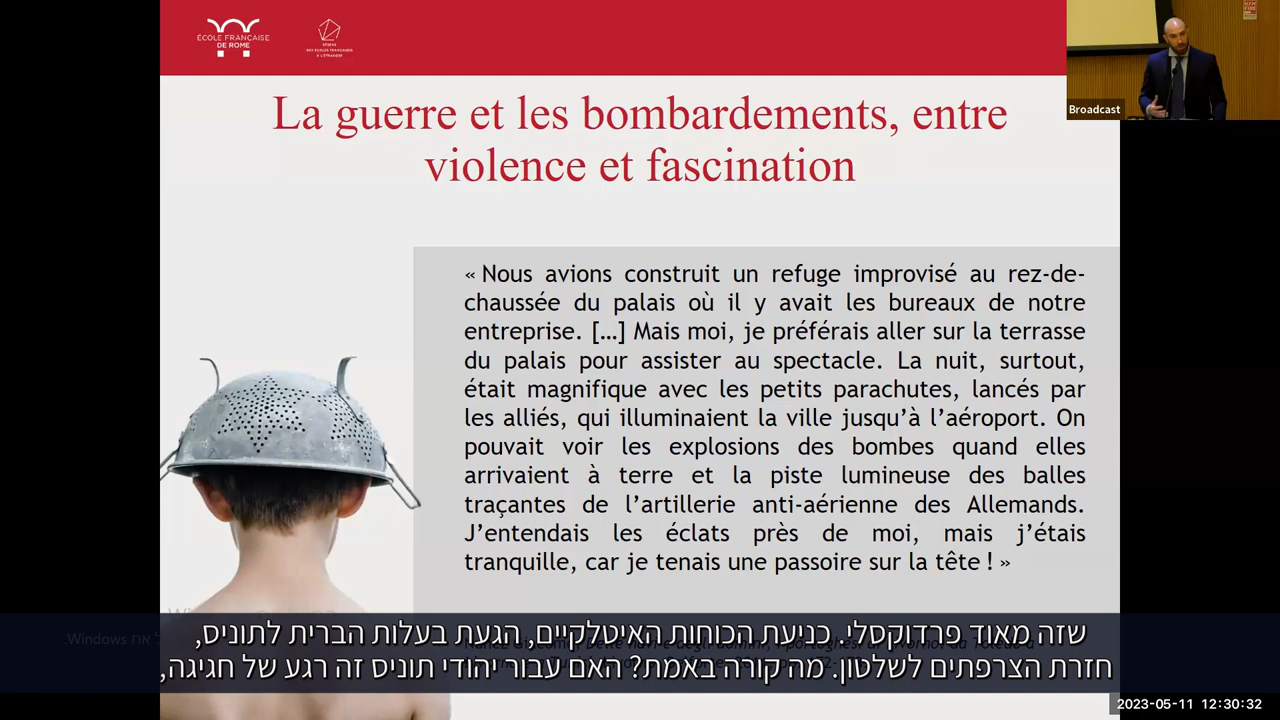 ÉCOLE FRANÇAISE
DE ROME
RÉSEAU
DES ÉCOLES FRANÇAISES
À L'ÉTRANGER
Broadcast
La guerre et les bombardements, entre
violence et fascination
« Nous avions construit un refuge improvisé au rez-de-
chaussée du palais où il y avait les bureaux de notre
entreprise. […] Mais moi, je préférais aller sur la terrasse
du palais pour assister au spectacle. La nuit, surtout,
était magnifique avec les petits parachutes, lancés par
les alliés, qui illuminaient la ville jusqu’à l’aéroport. On
pouvait voir les explosions des bombes quand elles
arrivaient à terre et la piste lumineuse des balles
traçantes de l’artillerie anti-aérienne des Allemands.
J’entendais les éclats près de moi, mais j’étais
tranquille, car je tenais une passoire sur la tête ! »
את Windows.
שזה מאוד פרדוקסלי. כניעת הכוחות האיטלקיים, הגעת בעלות הברית לתוניס,
חזרת הצרפתים לשלטון. מה קורה באמת? האם עבור יהודי תוניס זה רגע של חגיגה,
2023-05-11 12:30:32